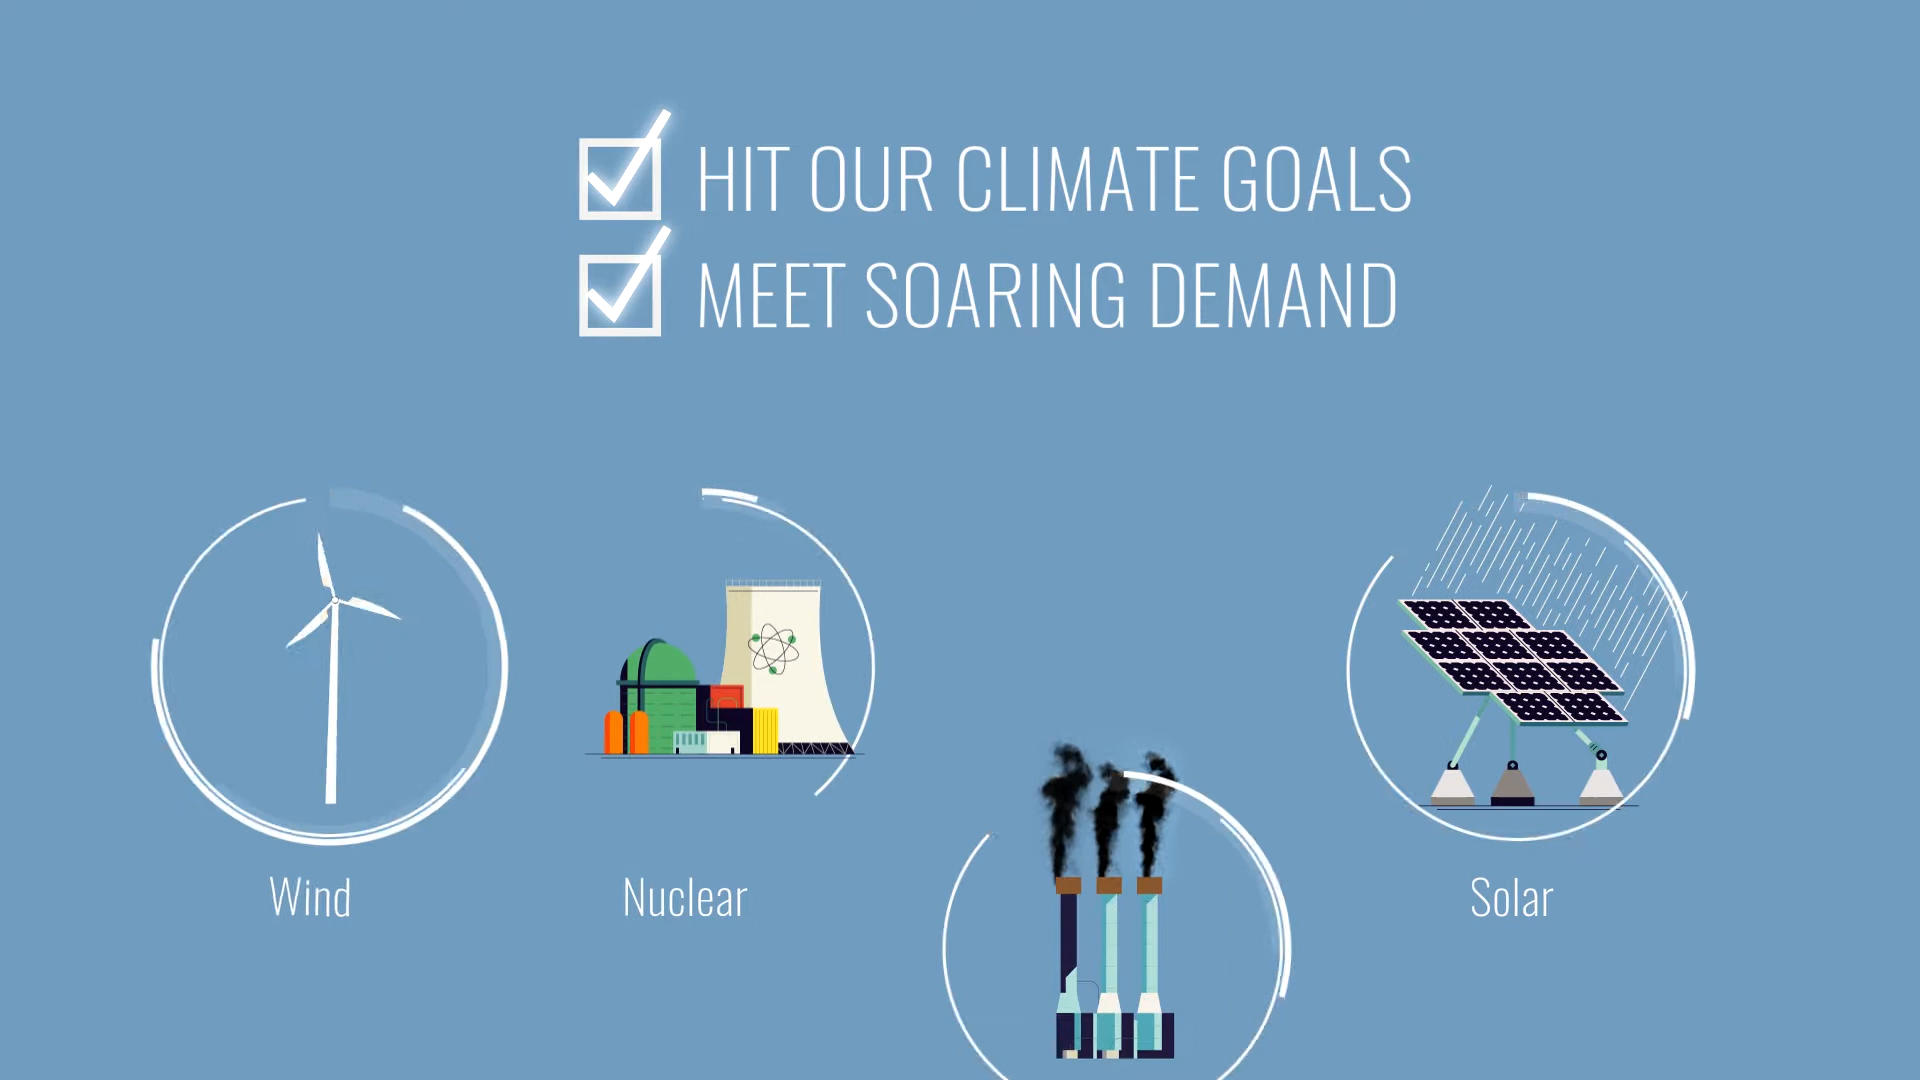 HIT OUR CLIMATE GOALS
MEET SOARING DEMAND
Wind
Nuclear
Solar